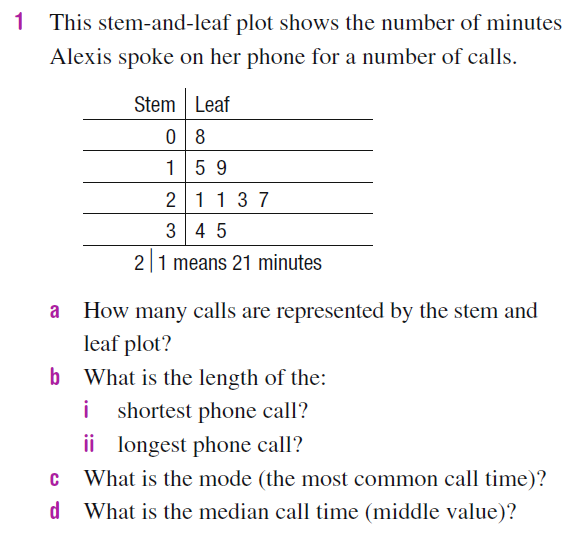 1 This stem-and-leaf plot shows the number of minutes
Alexis spoke on her phone for a number of calls.
Stem Leaf
0 8
1 5 9
2 1 1 3 7
3 4 5
2|1 means 21 minutes
a How many calls are represented by the stem and
leaf plot?
b What is the length of the:
i shortest phone call?
ii longest phone call?
c What is the mode (the most common call time)?
d What is the median call time (middle value)?